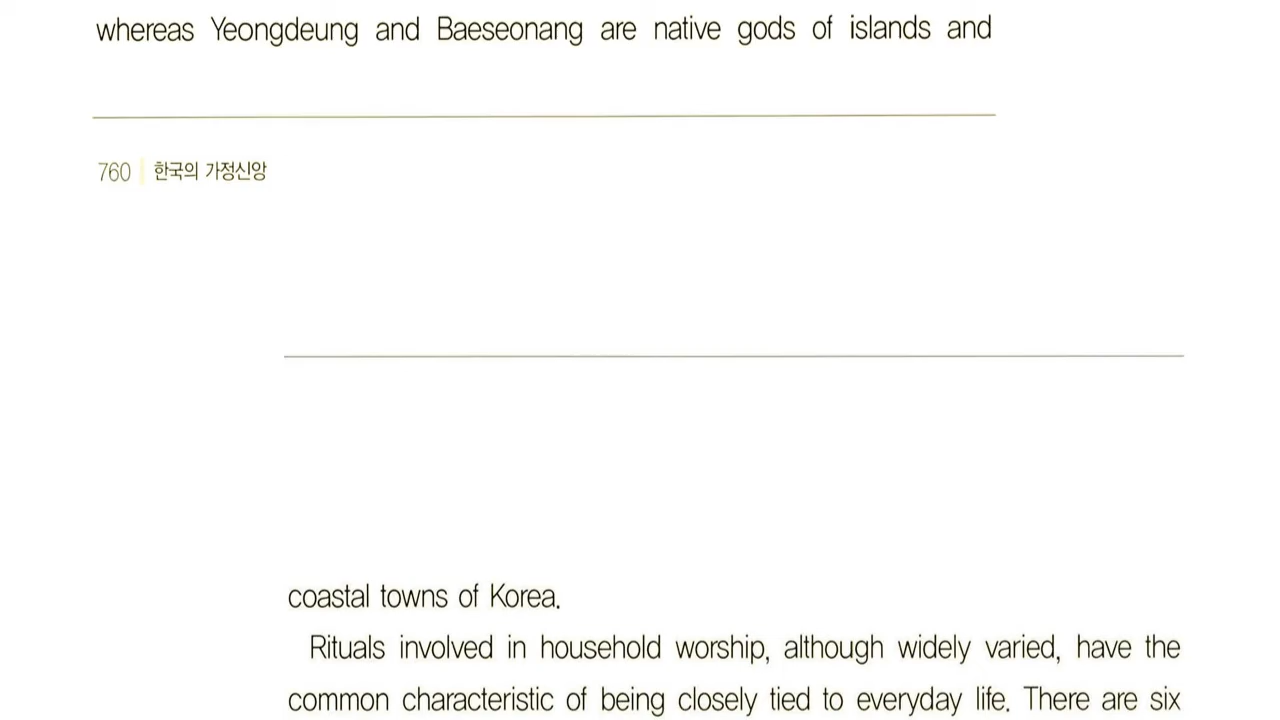 whereas Yeongdeung and Baeseonang are native gods of islands and
760 한국의 가정신앙
coastal towns of Korea.
Rituals involved in household worship, although widely varied, have the
common characteristic of being closely tied to everyday life. There are six